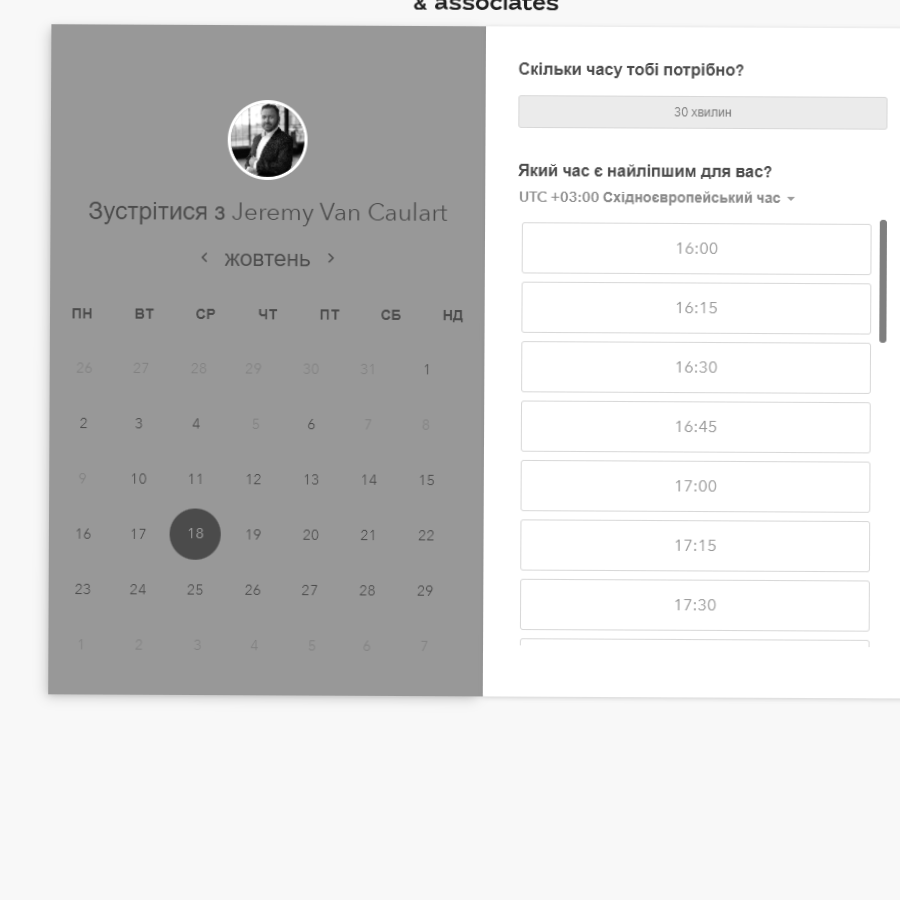 & associates
Зустрітися з Jeremy Van Caulart
жовтень
ПН ВТ СР ЧТ ПТ СБ НД
26 27 28 29 30 31 1
2 3 4 5 6 7 8
9 10 11 12 13 14 15
16 17 18 19 20 21 22
23 24 25 26 27 28 29
1 2 3 4 5 6 7
Скільки часу тобі потрібно?
30 хвилин
Який час є найліпшим для вас?
UTC +03:00 Східноєвропейський час
16:00
16:15
16:30
16:45
17:00
17:15
17:30